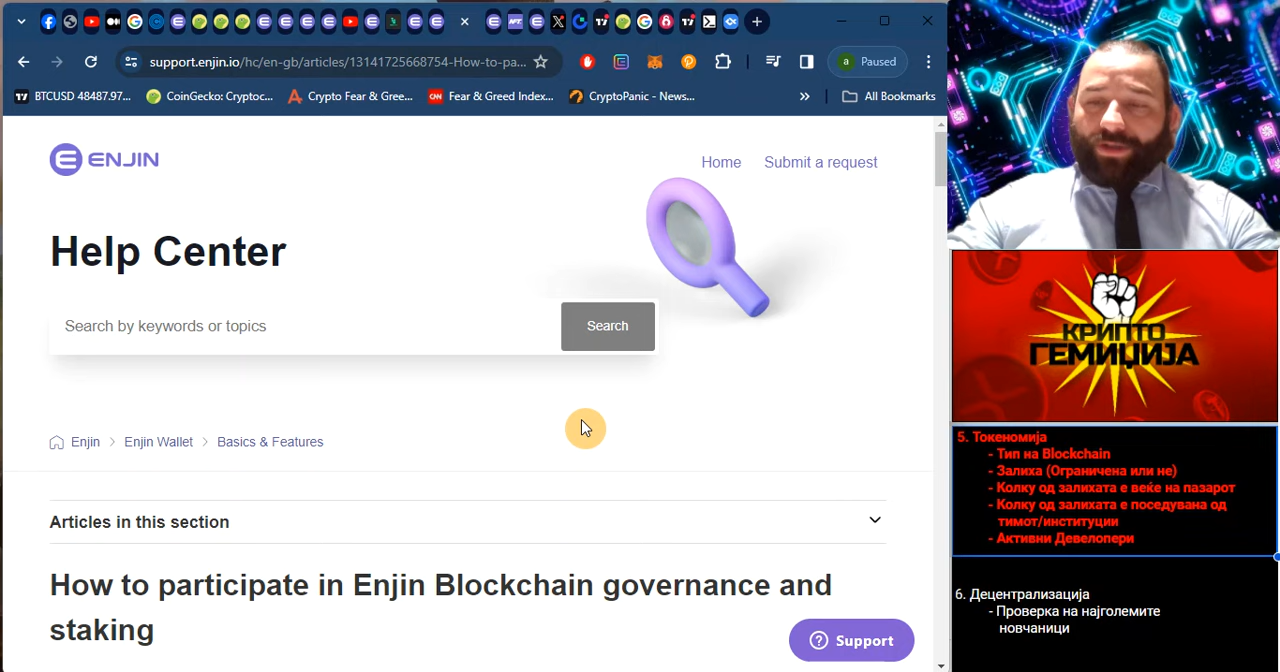 support.enjin.io/hc/en-gb/articles/13141725668754-How-to-pa...
a Paused
BTCUSD 48487.97...
CoinGecko: Cryptoc...
Crypto Fear & Gree...
Fear & Greed Index...
CryptoPanic - News...
»
All Bookmarks
ENJIN
Home
Submit a request
Help Center
Search by keywords or topics
Search
Enjin > Enjin Wallet > Basics & Features
Articles in this section
How to participate in Enjin Blockchain governance and
staking
Support
КРИПТО
ГЕМИЏИЈА
5. Токеномија
- Тип на Blockchain
- Залиха (Ограничена или не)
- Колку од залихата е веќе на пазарот
- Колку од залихата е поседувана од
тимот/институции
- Активни Девелопери
6. Децентрализација
- Проверка на најголемите
новчаници